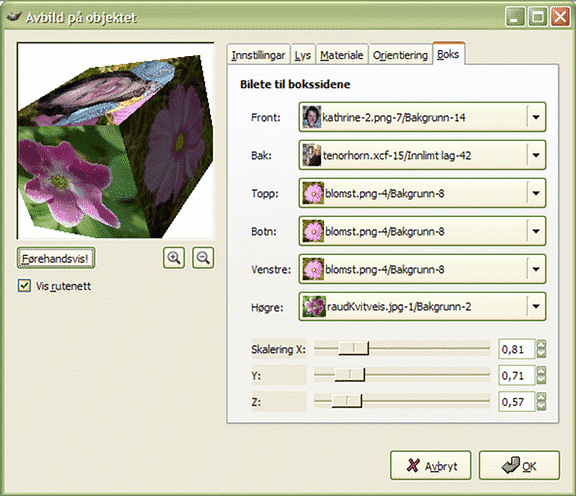 Avbild på objektet
Innstillingar Lys Materiale Orientiering Boks
Bilete til bokssidene
Front: kathrine-2.png-7/Bakgrunn-14
Bak: tenorhorn.xcf-15/Innlimt lag-42
Topp: blomst.png-4/Bakgrunn-8
Botn: blomst.png-4/Bakgrunn-8
Venstre: blomst.png-4/Bakgrunn-8
Høgre: raudKvitveis.jpg-1/Bakgrunn-2
Førehandsvis!
Vis rutenett
Skalering X: 0,81
Y: 0,71
Z: 0,57
Avbryt OK